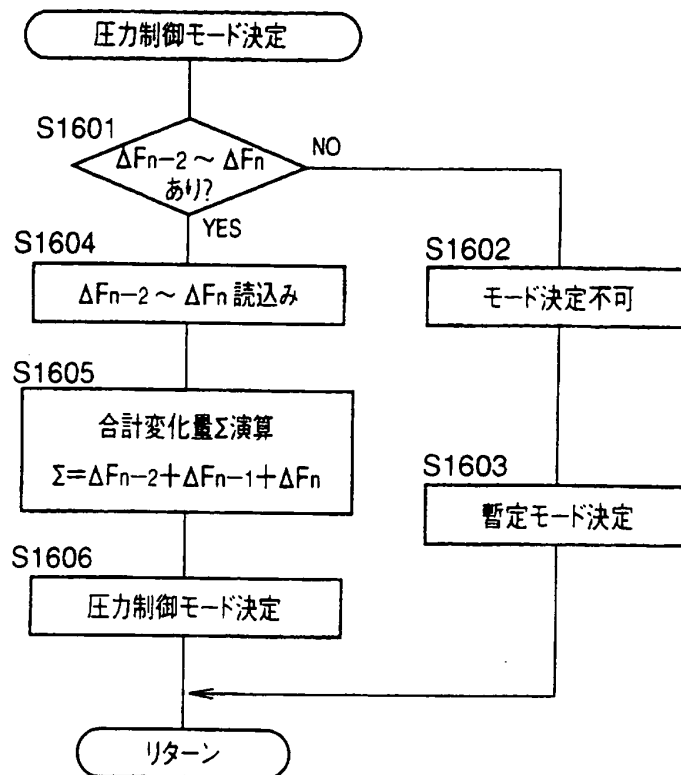 圧力制御モード決定
S1601
ΔFn-2～ΔFn
あり?
NO
YES
S1604
ΔFn-2～ΔFn 読込み
S1602
モード決定不可
S1605
合計変化量Σ演算
Σ=ΔFn-2+ΔFn-1+ΔFn
S1603
暫定モード決定
S1606
圧力制御モード決定
リターン